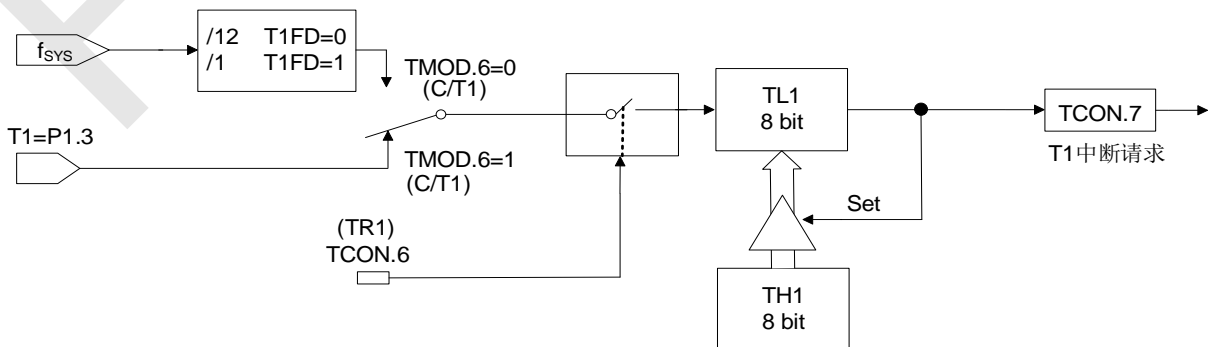 fSYS
/12 T1FD=0
/1 T1FD=1
TMOD.6=0
(C/T1)
T1=P1.3
TMOD.6=1
(C/T1)
(TR1)
TCON.6
TL1
8 bit
TCON.7
T1中断请求
Set
TH1
8 bit